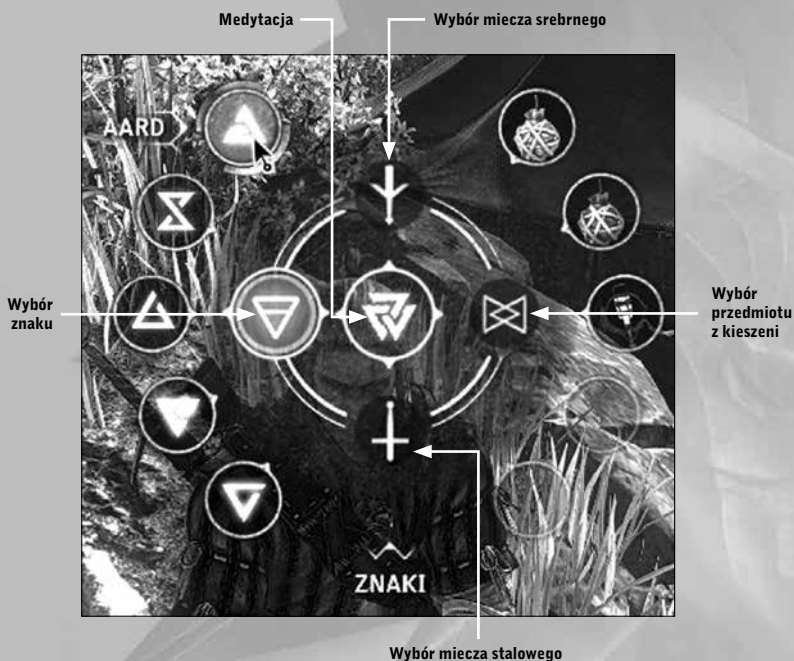 Medytacja
Wybór miecza srebrnego
AARD
Wybór
znaku
Wybór
przedmiotu
z kieszeni
ZNAKI
Wybór miecza stalowego